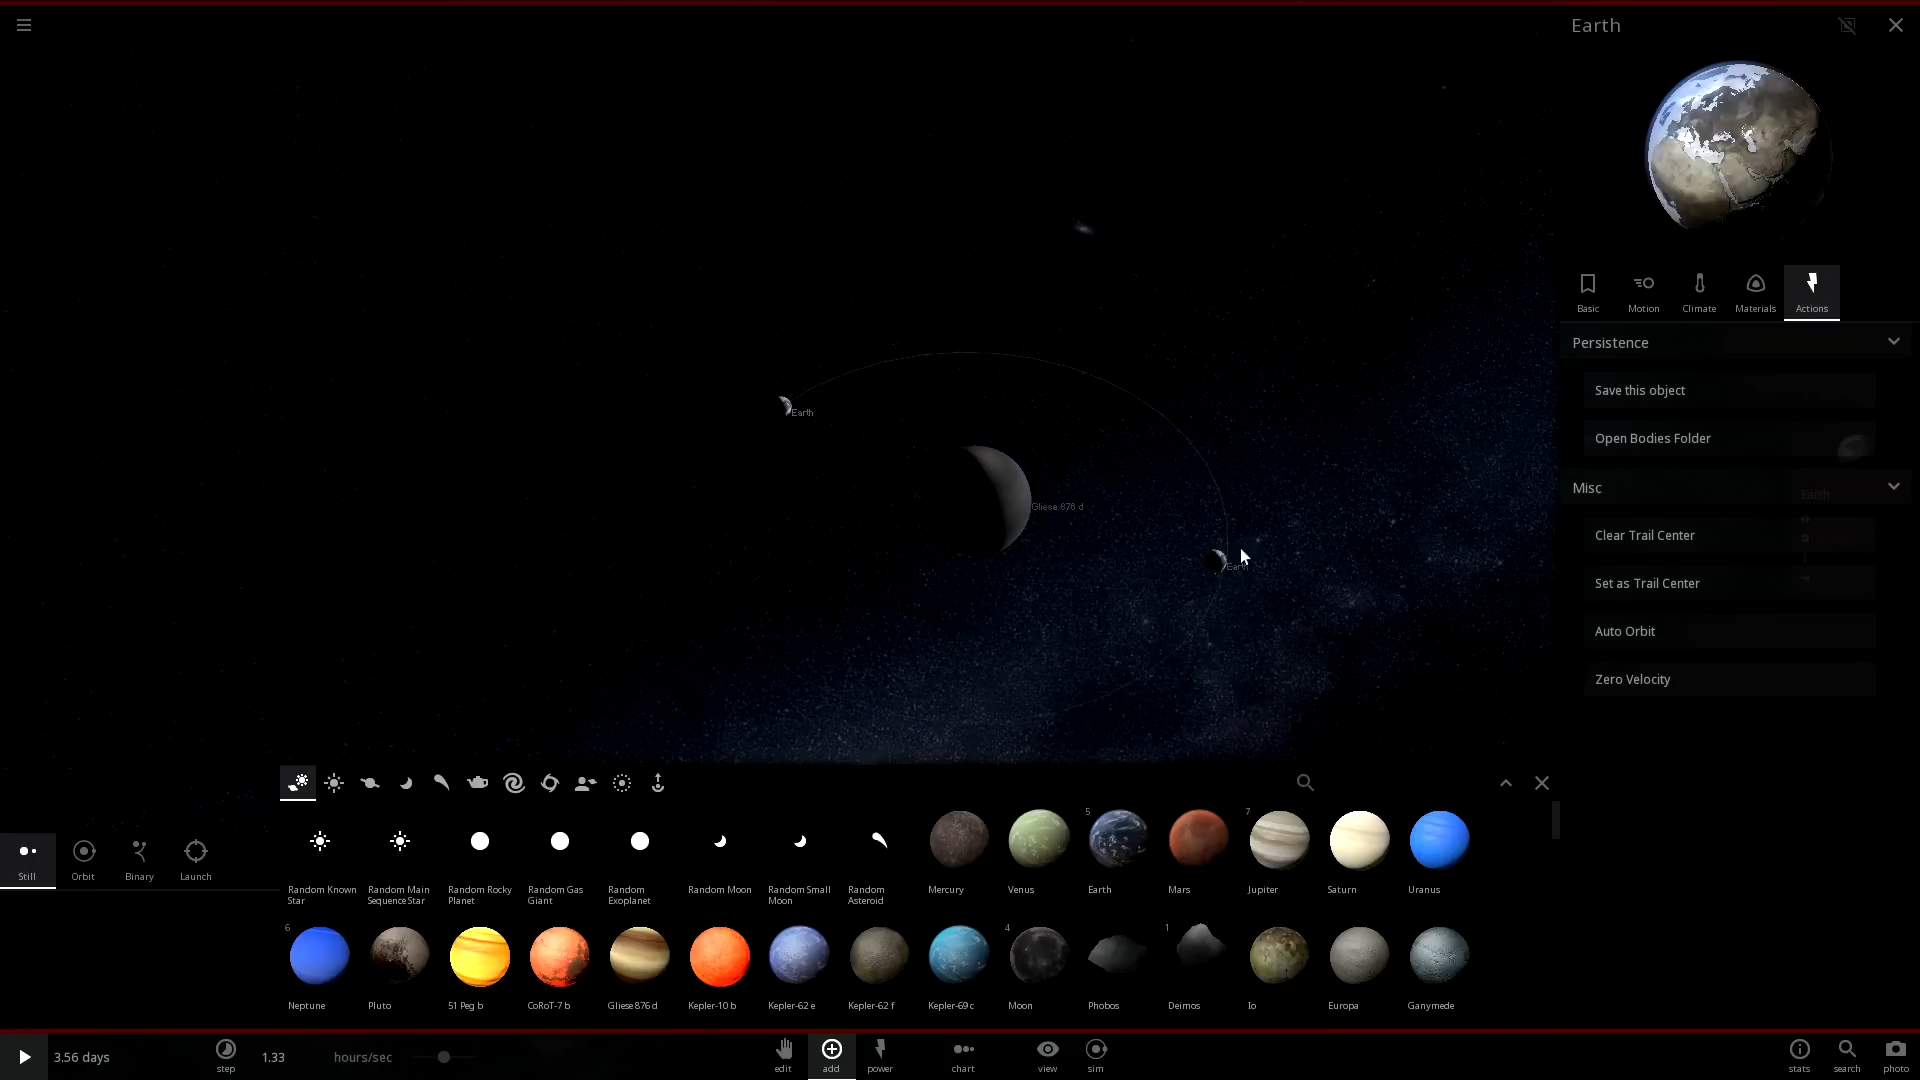 Earth
Basic
Motion
Climate
Materials
Actions
Persistence
Save this object
Open Bodies Folder
Misc
Earth
Clear Trail Center
Set as Trail Center
Auto Orbit
Zero Velocity
Earth
Gliese 876 d
Earth
Still
Orbit
Binary
Launch
Random Known
Star
Random Main
Sequence Star
Random Rocky
Planet
Random Gas
Giant
Random
Exoplanet
Random Moon
Random Small
Moon
Random
Asteroid
Mercury
Venus
5
Earth
Mars
7
Jupiter
Saturn
Uranus
6
Neptune
Pluto
51 Peg b
CoRoT-7 b
Gliese 876 d
Kepler-10 b
Kepler-62 e
Kepler-62 f
Kepler-69 c
4
Moon
Phobos
1
Deimos
Io
Europa
Ganymede
3.56 days
step
1.33
hours/sec
edit
add
power
chart
view
sim
stats
search
photo